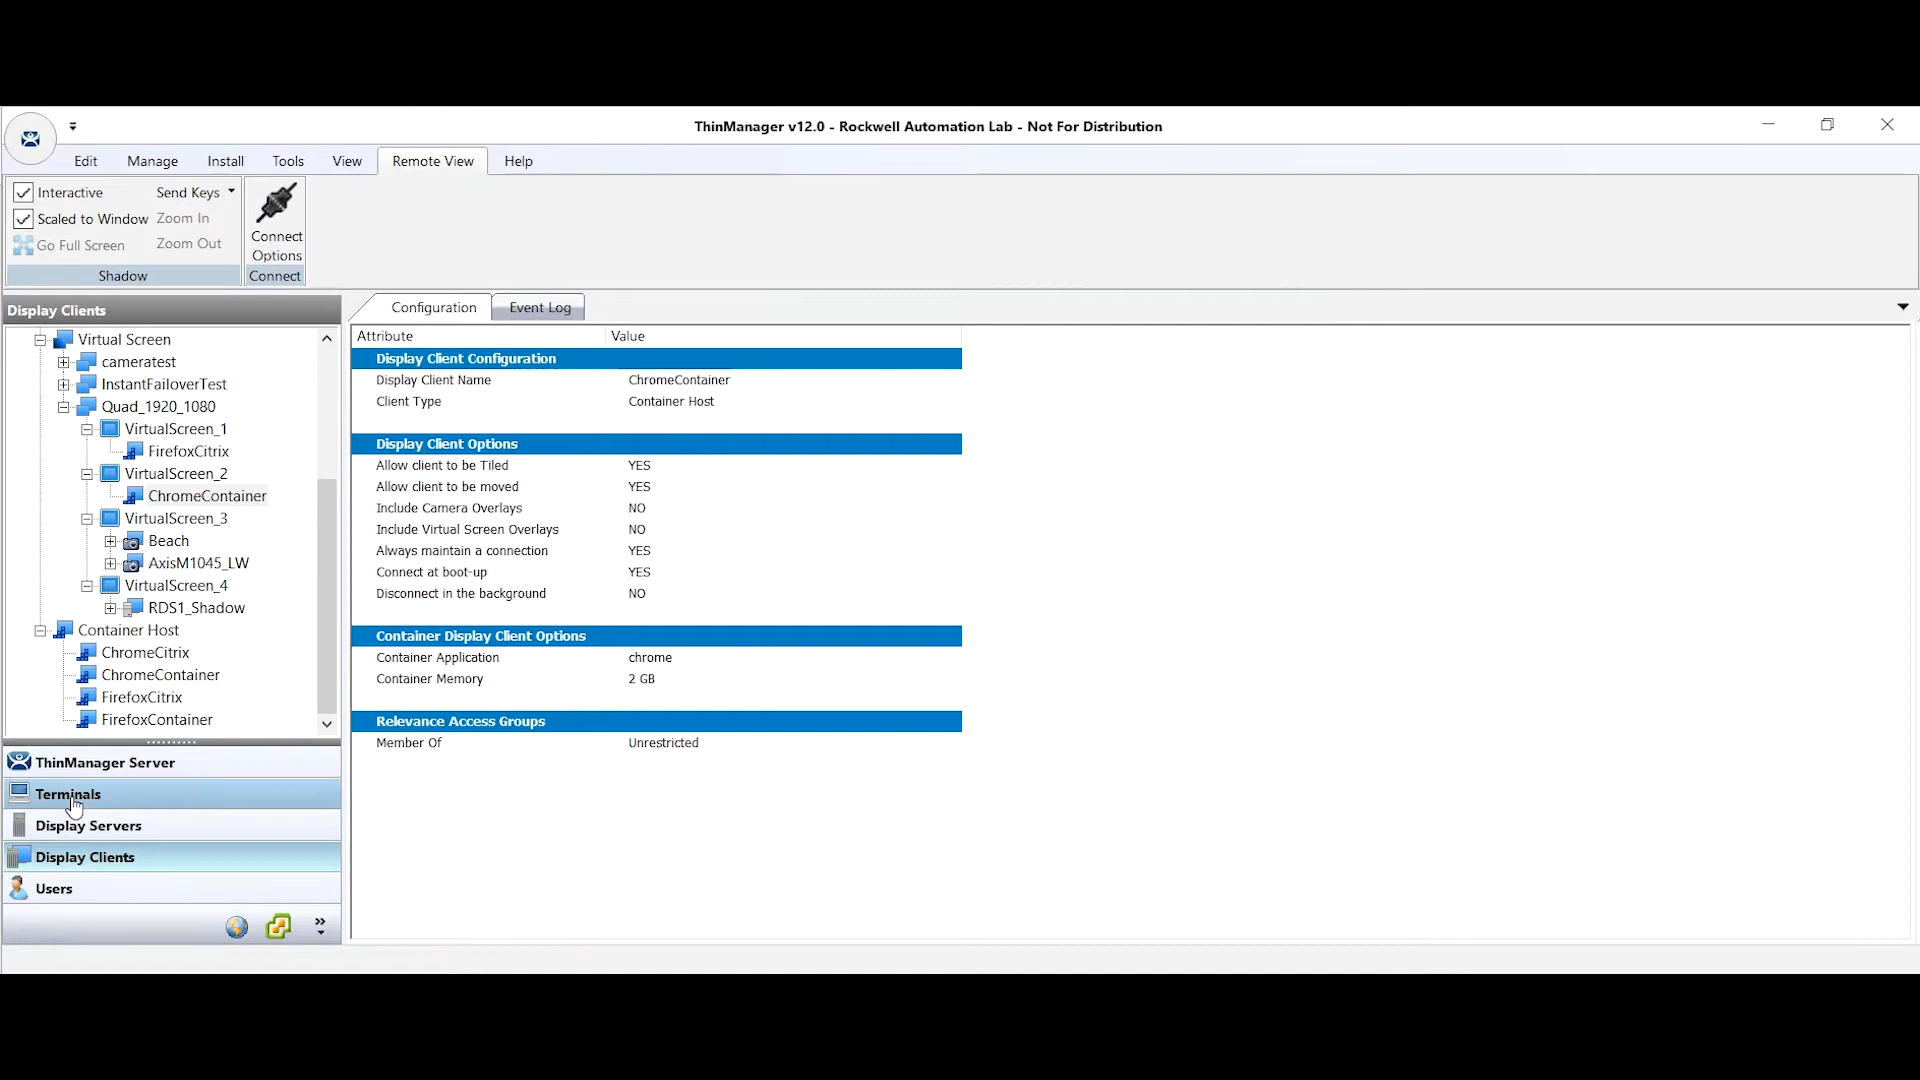 ThinManager v12.0 - Rockwell Automation Lab - Not For Distribution
Edit Manage Install Tools View Remote View Help
Interactive Send Keys
Scaled to Window Zoom In
Go Full Screen Zoom Out
Shadow
Connect
Options
Connect
Display Clients
Virtual Screen
cameratest
InstantFailoverTest
Quad_1920_1080
VirtualScreen_1
FirefoxCitrix
VirtualScreen_2
ChromeContainer
VirtualScreen_3
Beach
AxisM1045_LW
VirtualScreen_4
RDS1_Shadow
Container Host
ChromeCitrix
ChromeContainer
FirefoxCitrix
FirefoxContainer
ThinManager Server
Terminals
Display Servers
Display Clients
Users
Configuration Event Log
Attribute Value
Display Client Configuration
Display Client Name ChromeContainer
Client Type Container Host
Display Client Options
Allow client to be Tiled YES
Allow client to be moved YES
Include Camera Overlays NO
Include Virtual Screen Overlays NO
Always maintain a connection YES
Connect at boot-up YES
Disconnect in the background NO
Container Display Client Options
Container Application chrome
Container Memory 2 GB
Relevance Access Groups
Member Of Unrestricted